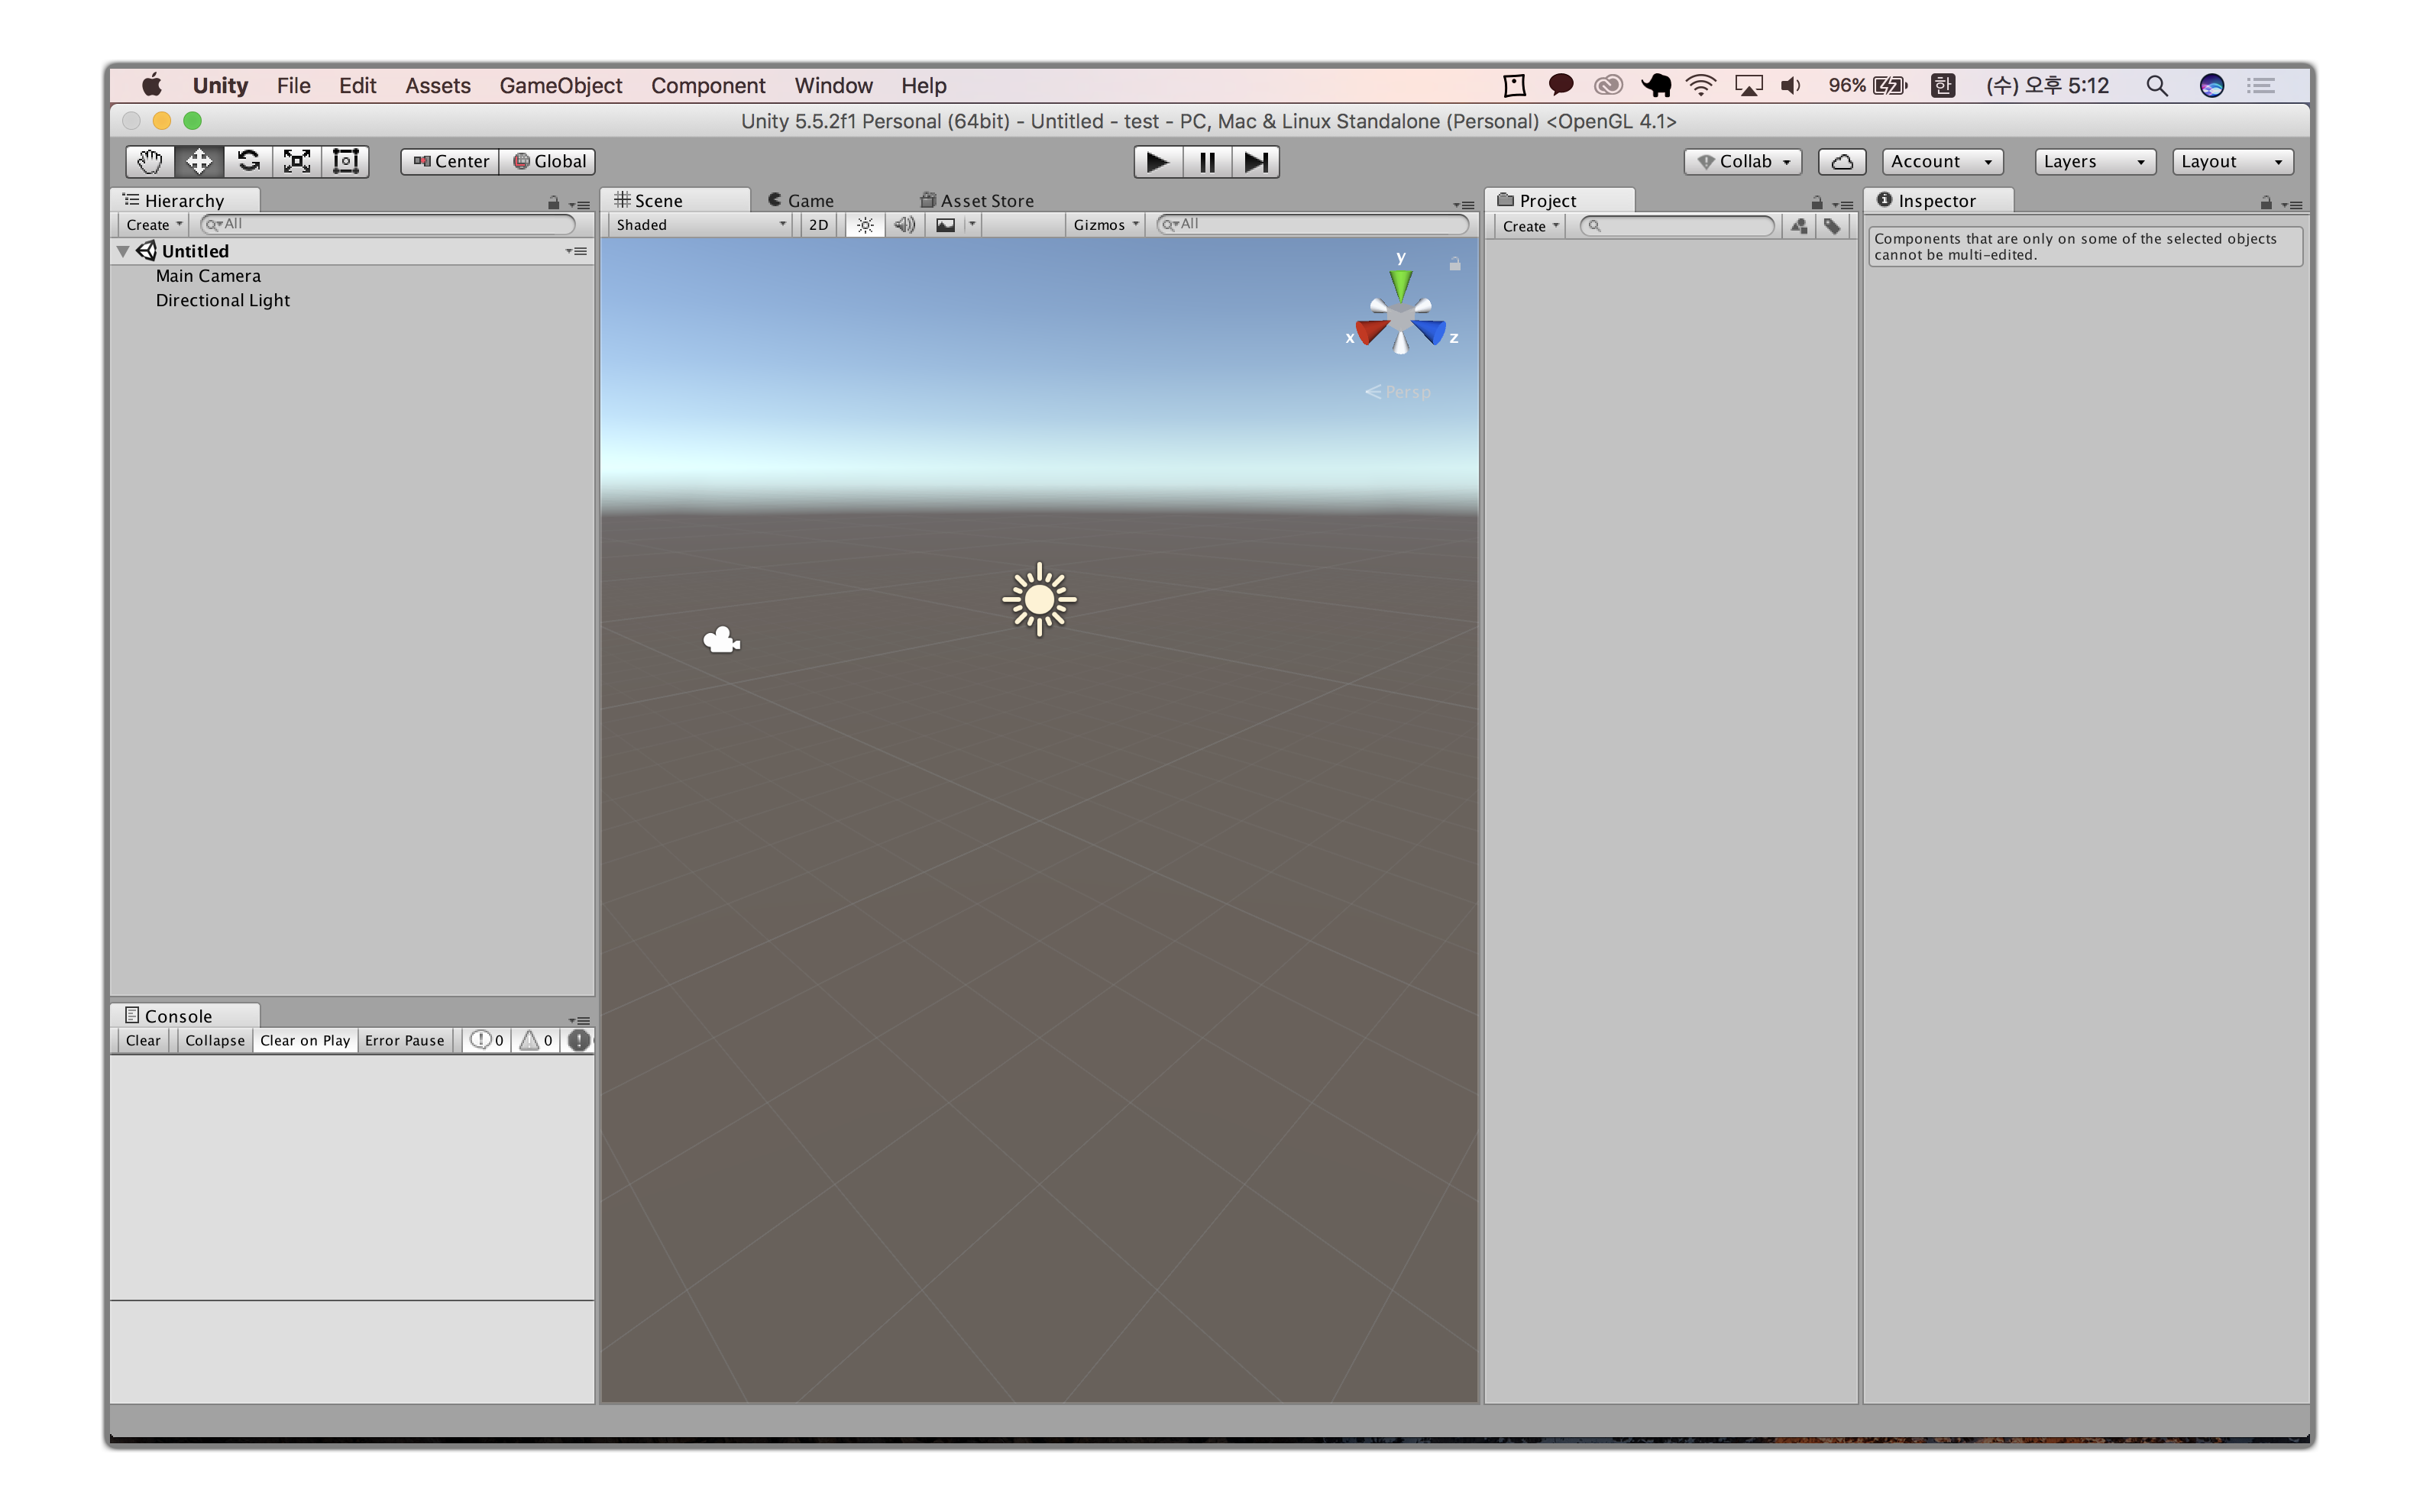 Unity File Edit Assets GameObject Component Window Help 96% 한 (수) 오후 5:12
Unity 5.5.2f1 Personal (64bit) - Untitled - test - PC, Mac & Linux Standalone (Personal) <OpenGL 4.1>
Center Global Collab Account Layers Layout
Hierarchy Scene Game Asset Store Project Inspector
Create All Shaded 2D Gizmos All Create
Untitled
Main Camera
Directional Light
Components that are only on some of the selected objects
cannot be multi-edited.
y
x z
Persp
Console
Clear Collapse Clear on Play Error Pause 0 0